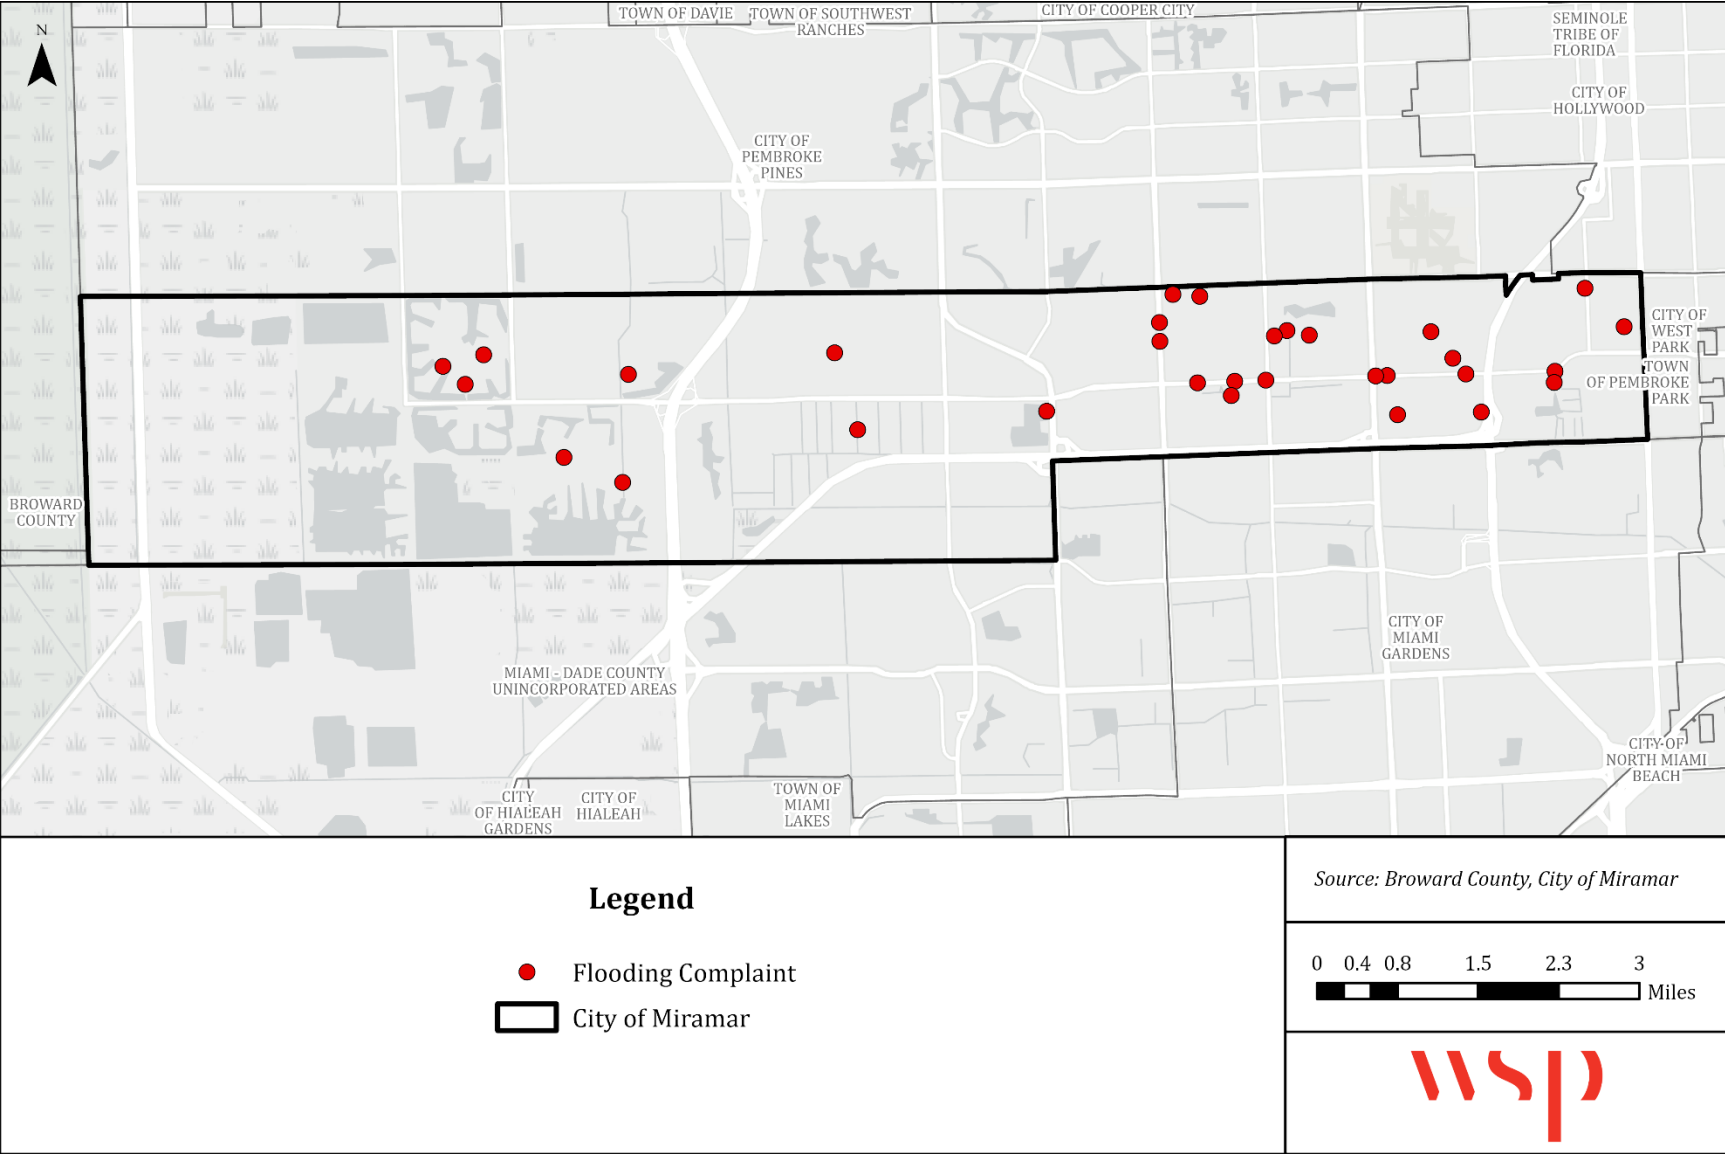 TOWN OF DAVIE
TOWN OF SOUTHWEST
RANCHES
CITY OF COOPER CITY
SEMINOLE
TRIBE OF
FLORIDA
N
CITY OF
HOLLYWOOD
CITY OF
PEMBROKE
PINES
CITY OF
WEST
PARK
TOWN
OF PEMBROKE
PARK
BROWARD
COUNTY
CITY OF
MIAMI
GARDENS
MIAMI - DADE COUNTY
UNINCORPORATED AREAS
CITY OF
NORTH MIAMI
BEACH
CITY
OF HIALEAH
GARDENS
CITY OF
HIALEAH
TOWN OF
MIAMI
LAKES
Legend
Flooding Complaint
City of Miramar
Source: Broward County, City of Miramar
0 0.4 0.8 1.5 2.3 3
Miles
wsp